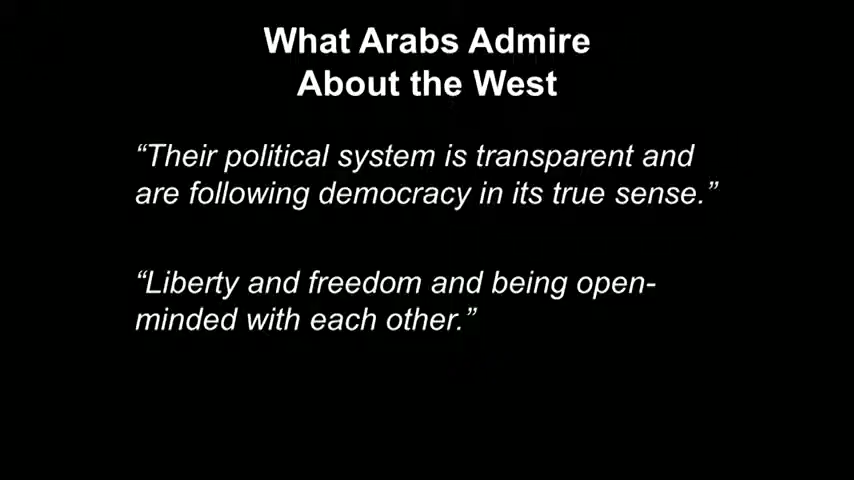 What Arabs Admire
About the West
“Their political system is transparent and
are following democracy in its true sense.”
“Liberty and freedom and being open-
minded with each other.”